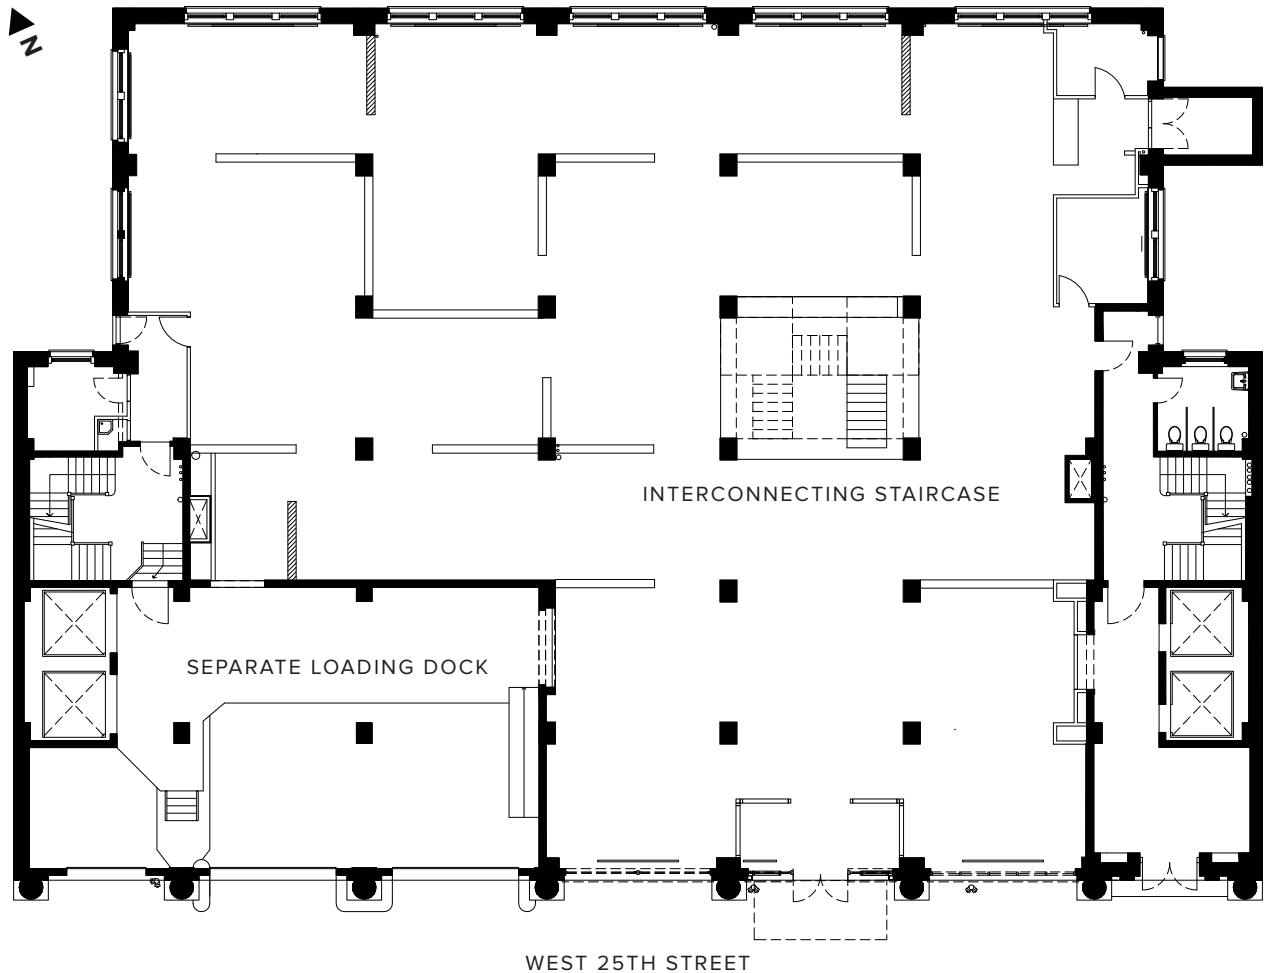 N
INTERCONNECTING STAIRCASE
SEPARATE LOADING DOCK
WEST 25TH STREET